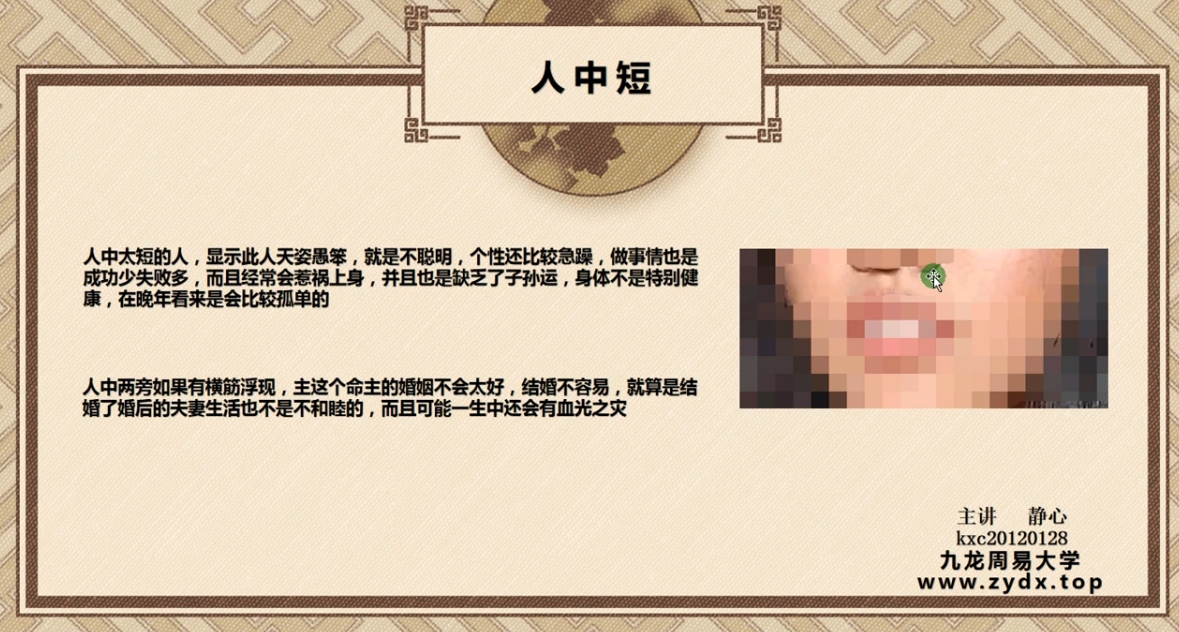 人中短
人中太短的人，显示此人天姿愚笨，就是不聪明，个性还比较急躁，做事情也是
成功少失败多，而且经常会惹祸上身，并且也是缺乏了子孙运，身体不是特别健
康，在晚年看来是会比较孤单的
人中两旁如果有横筋浮现，主这个命主的婚姻不会太好，结婚不容易，就算是结
婚了婚后的夫妻生活也不是不和睦的，而且可能一生中还会有血光之灾
主讲 静心
kxc20120128
九龙周易大学
www.zydx.top